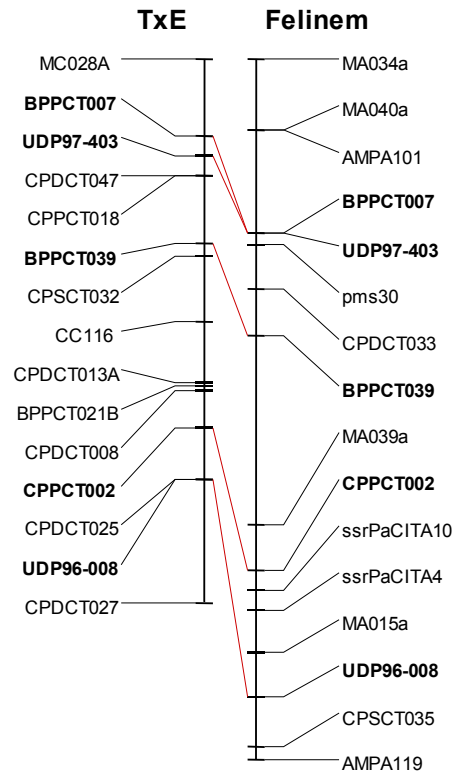 TxE
Felinem
MC028A
BPPCT007
UDP97-403
CPDCT047
CPPCT018
BPPCT039
CPSCT032
CC116
CPDCT013A
BPPCT021B
CPDCT008
CPPCT002
CPDCT025
UDP96-008
CPDCT027
MA034a
MA040a
AMPA101
BPPCT007
UDP97-403
pms30
CPDCT033
BPPCT039
MA039a
CPPCT002
ssrPaCITA10
ssrPaCITA4
MA015a
UDP96-008
CPSCT035
AMPA119